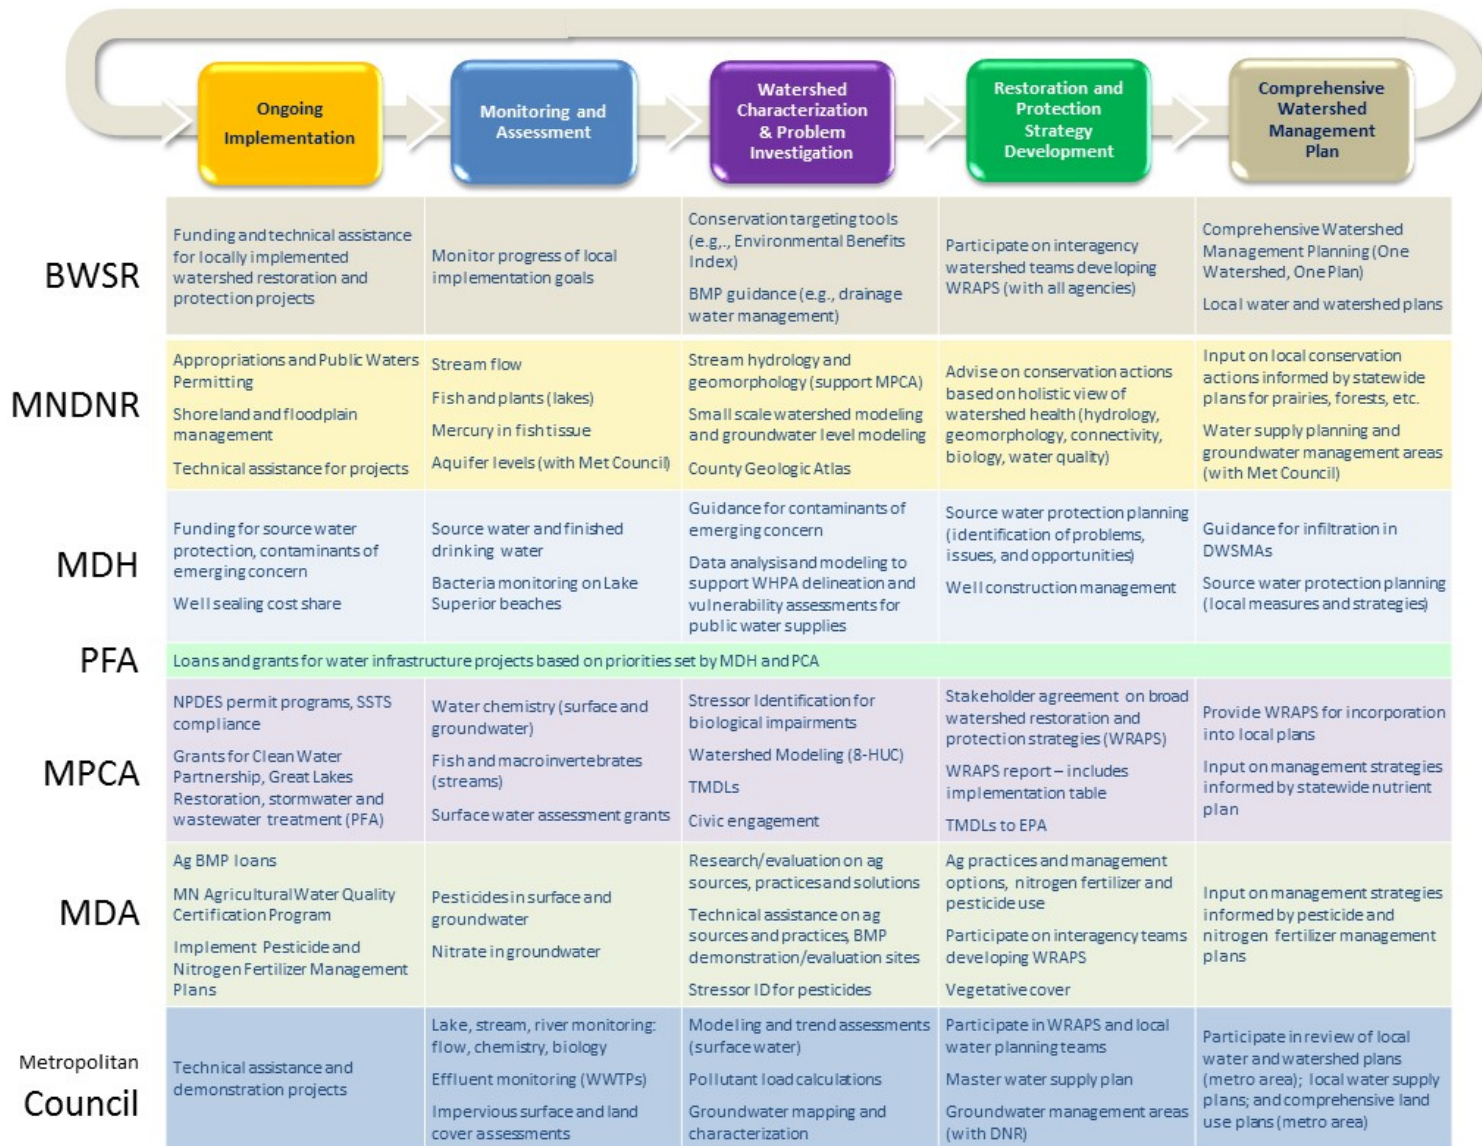 Ongoing
Implementation
Monitoring and
Assessment
Watershed
Characterization
& Problem
Investigation
Restoration and
Protection
Strategy
Development
Comprehensive
Watershed
Management
Plan
BWSR
Funding and technical assistance
for locally implemented
watershed restoration and
protection projects
Monitor progress of local
implementation goals
Conservation targeting tools
(e.g,., Environmental Benefits
Index)
BMP guidance (e.g., drainage
water management)
Participate on interagency
watershed teams developing
WRAPS (with all agencies)
Comprehensive Watershed
Management Planning (One
Watershed, One Plan)
Local water and watershed plans
MNDNR
Appropriations and Public Waters
Permitting
Shoreland and floodplain
management
Technical assistance for projects
Stream flow
Fish and plants (lakes)
Mercury in fish tissue
Aquifer levels (with Met Council)
Stream hydrology and
geomorphology (support MPCA)
Small scale watershed modeling
and groundwater level modeling
County Geologic Atlas
Advise on conservation actions
based on holistic view of
watershed health (hydrology,
geomorphology, connectivity,
biology, water quality)
Input on local conservation
actions informed by statewide
plans for prairies, forests, etc.
Water supply planning and
groundwater management areas
(with Met Council)
MDH
Funding for source water
protection, contaminants of
emerging concern
Well sealing cost share
Source water and finished
drinking water
Bacteria monitoring on Lake
Superior beaches
Guidance for contaminants of
emerging concern
Data analysis and modeling to
support WHPA delineation and
vulnerability assessments for
public water supplies
Source water protection planning
(identification of problems,
issues, and opportunities)
Well construction management
Guidance for infiltration in
DWSMAs
Source water protection planning
(local measures and strategies)
PFA
Loans and grants for water infrastructure projects based on priorities set by MDH and PCA
MPCA
NPDES permit programs, SSTS
compliance
Grants for Clean Water
Partnership, Great Lakes
Restoration, stormwater and
wastewater treatment (PFA)
Water chemistry (surface and
groundwater)
Fish and macroinvertebrates
(streams)
Surface water assessment grants
Stressor Identification for
biological impairments
Watershed Modeling (8-HUC)
TMDLs
Civic engagement
Stakeholder agreement on broad
watershed restoration and
protection strategies (WRAPS)
WRAPS report – includes
implementation table
TMDLs to EPA
Provide WRAPS for incorporation
into local plans
Input on management strategies
informed by statewide nutrient
plan
MDA
Ag BMP loans
MN Agricultural Water Quality
Certification Program
Implement Pesticide and
Nitrogen Fertilizer Management
Plans
Pesticides in surface and
groundwater
Nitrate in groundwater
Research/evaluation on ag
sources, practices and solutions
Technical assistance on ag
sources and practices, BMP
demonstration/evaluation sites
Stressor ID for pesticides
Ag practices and management
options, nitrogen fertilizer and
pesticide use
Participate on interagency teams
developing WRAPS
Vegetative cover
Input on management strategies
informed by pesticide and
nitrogen fertilizer management
plans
Metropolitan
Council
Technical assistance and
demonstration projects
Lake, stream, river monitoring:
flow, chemistry, biology
Effluent monitoring (WWTPs)
Impervious surface and land
cover assessments
Modeling and trend assessments
(surface water)
Pollutant load calculations
Groundwater mapping and
characterization
Participate in WRAPS and local
water planning teams
Master water supply plan
Groundwater management areas
(with DNR)
Participate in review of local
water and watershed plans
(metro area); local water supply
plans; and comprehensive land
use plans (metro area)